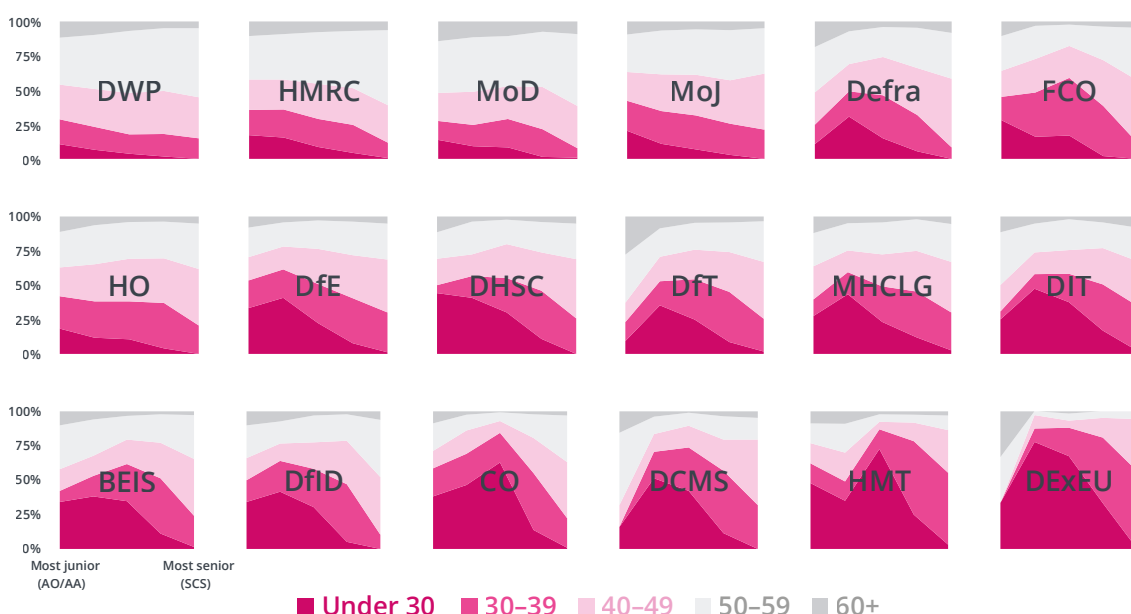 100%
75%
50%
25%
0%
DWP
HMRC
MoD
MoJ
Defra
FCO
100%
75%
50%
25%
0%
HO
DfE
DHSC
DfT
MHCLG
DIT
100%
75%
50%
25%
0%
BEIS
DfID
CO
DCMS
HMT
DExEU
Most junior
(AO/AA)
Most senior
(SCS)
Under 30
30–39
40–49
50–59
60+